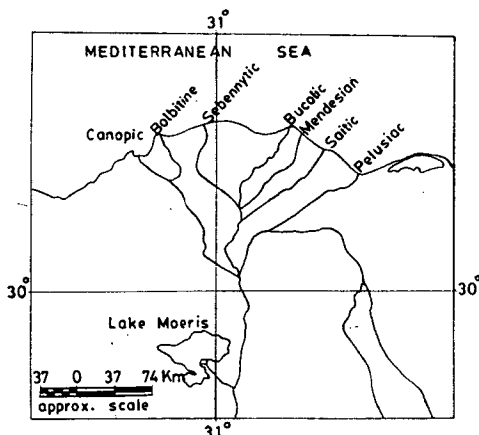 31°
MEDITERRANEAN SEA
Canopic
Bolbitine
Sebennytic
Bucotic
Mendesian
Saitic
Pelusiac
30°
30°
Lake Moeris
37 0 37 74 Km
approx. scale
31°